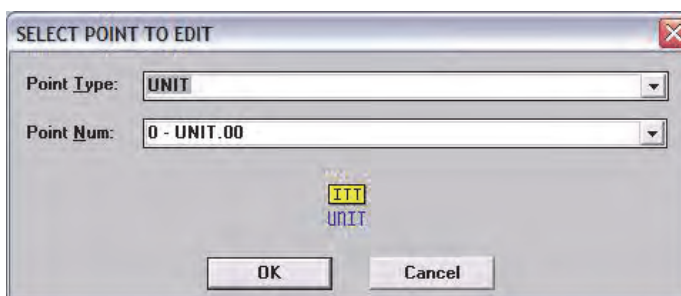 SELECT POINT TO EDIT
Point Type: UNIT
Point Num: 0 - UNIT.00
ITT
UNIT
OK Cancel